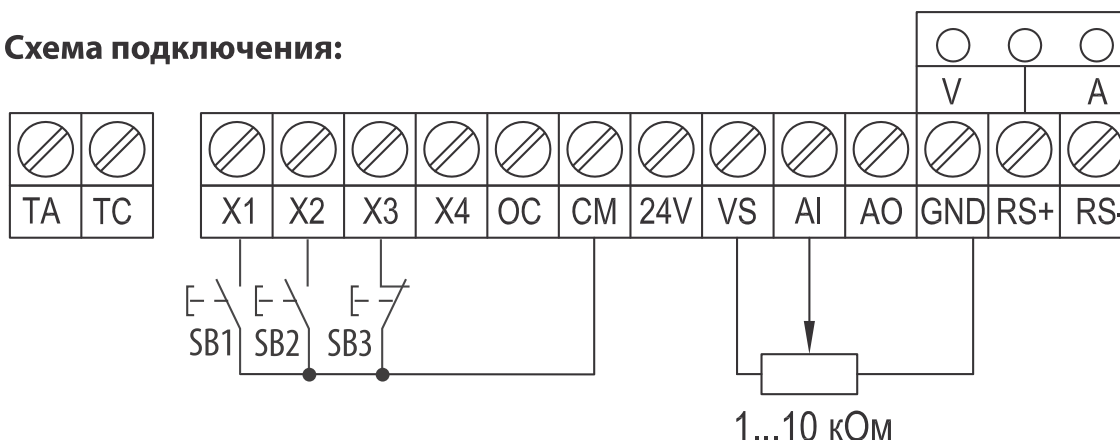 Схема подключения:
V A
TA TC X1 X2 X3 X4 OC CM 24V VS AI AO GND RS+ RS-
SB1 SB2 SB3
1...10 кОм